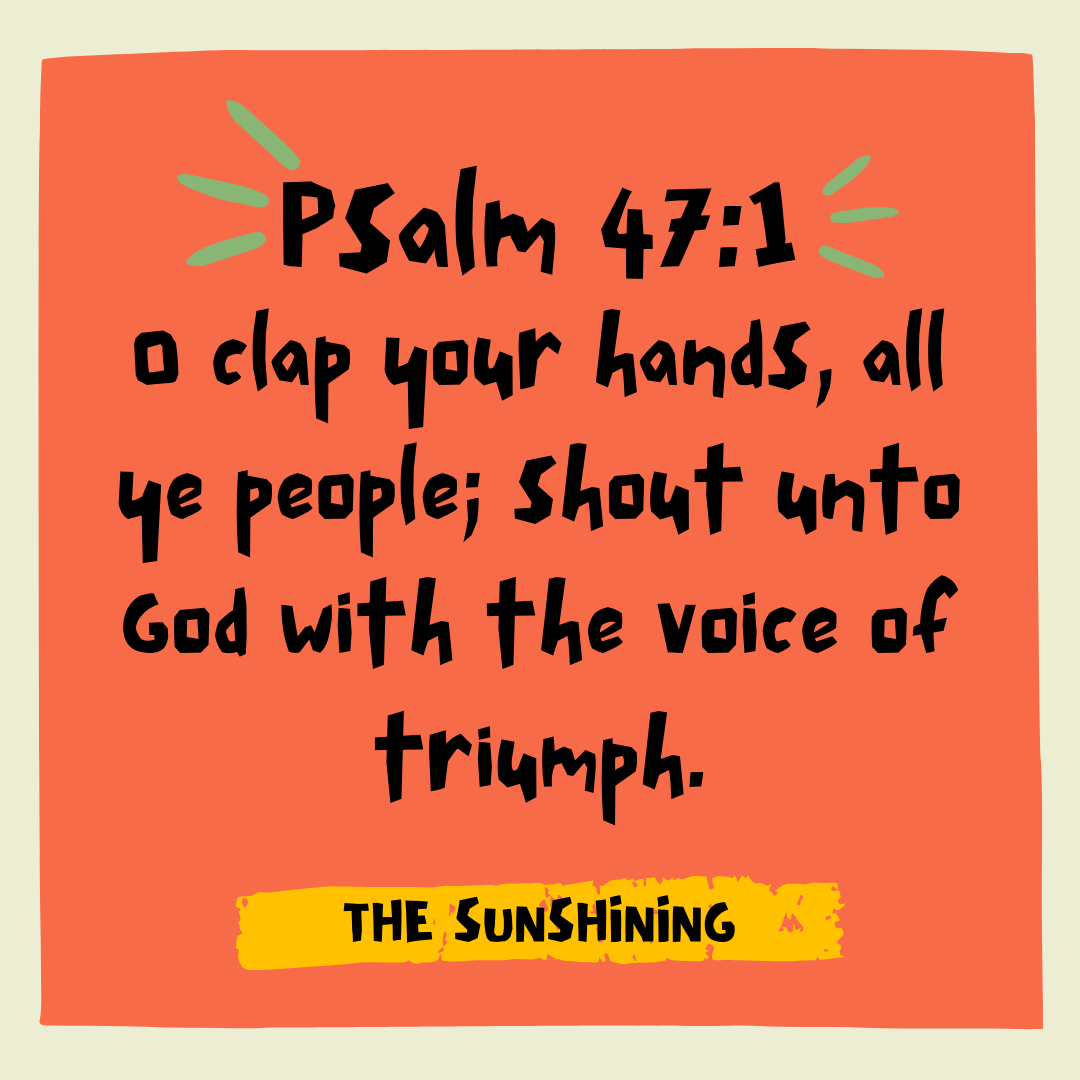 Psalm 47:1
O clap your hands, all
ye people; shout unto
God with the voice of
triumph.
THE SUNSHINING